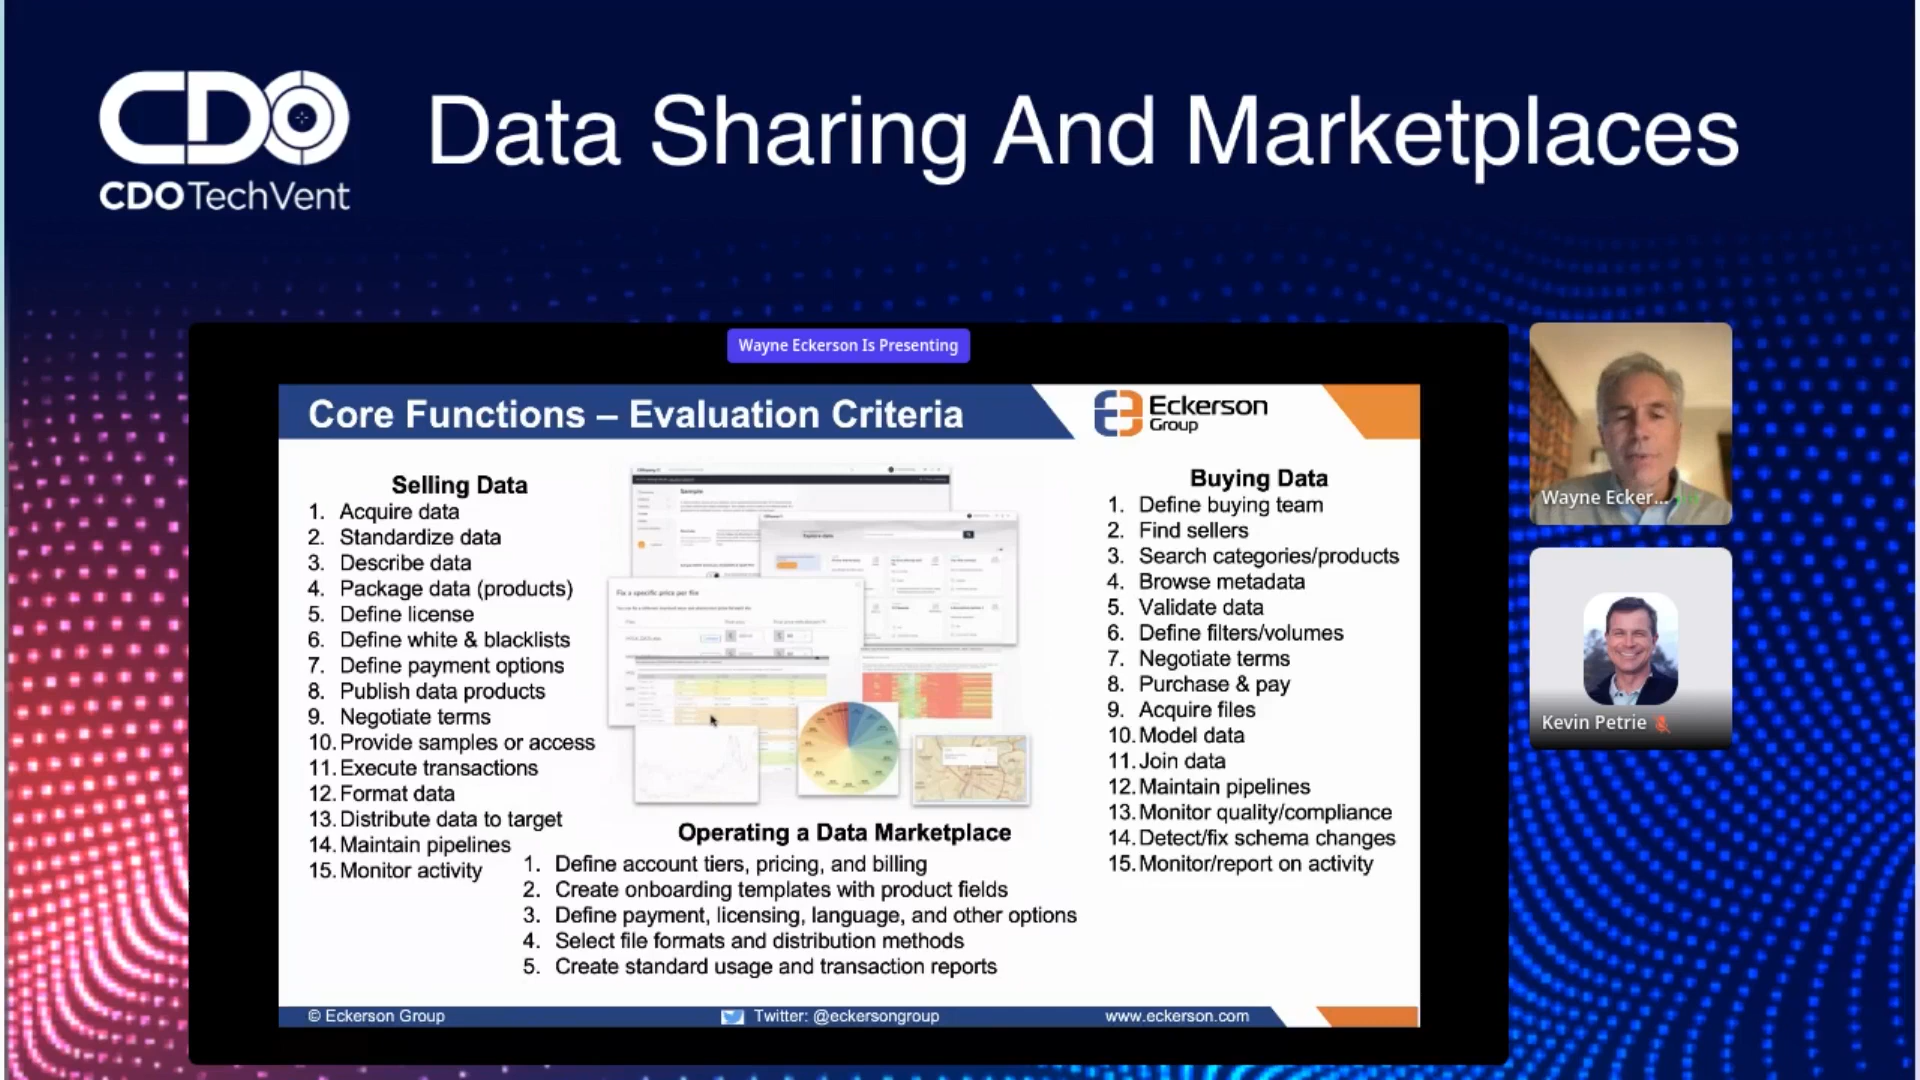 CDO
CDO TechVent
Data Sharing And Marketplaces
Wayne Eckerson Is Presenting
Core Functions – Evaluation Criteria
Eckerson
Group
Selling Data
1. Acquire data
2. Standardize data
3. Describe data
4. Package data (products)
5. Define license
6. Define white & blacklists
7. Define payment options
8. Publish data products
9. Negotiate terms
10. Provide samples or access
11. Execute transactions
12. Format data
13. Distribute data to target
14. Maintain pipelines
15. Monitor activity
Sample
Explore data
Fix a specific price per file
Operating a Data Marketplace
1. Define account tiers, pricing, and billing
2. Create onboarding templates with product fields
3. Define payment, licensing, language, and other options
4. Select file formats and distribution methods
5. Create standard usage and transaction reports
Buying Data
1. Define buying team
2. Find sellers
3. Search categories/products
4. Browse metadata
5. Validate data
6. Define filters/volumes
7. Negotiate terms
8. Purchase & pay
9. Acquire files
10. Model data
11. Join data
12. Maintain pipelines
13. Monitor quality/compliance
14. Detect/fix schema changes
15. Monitor/report on activity
© Eckerson Group
Twitter: @eckersongroup
www.eckerson.com
Wayne Ecker...
Kevin Petrie